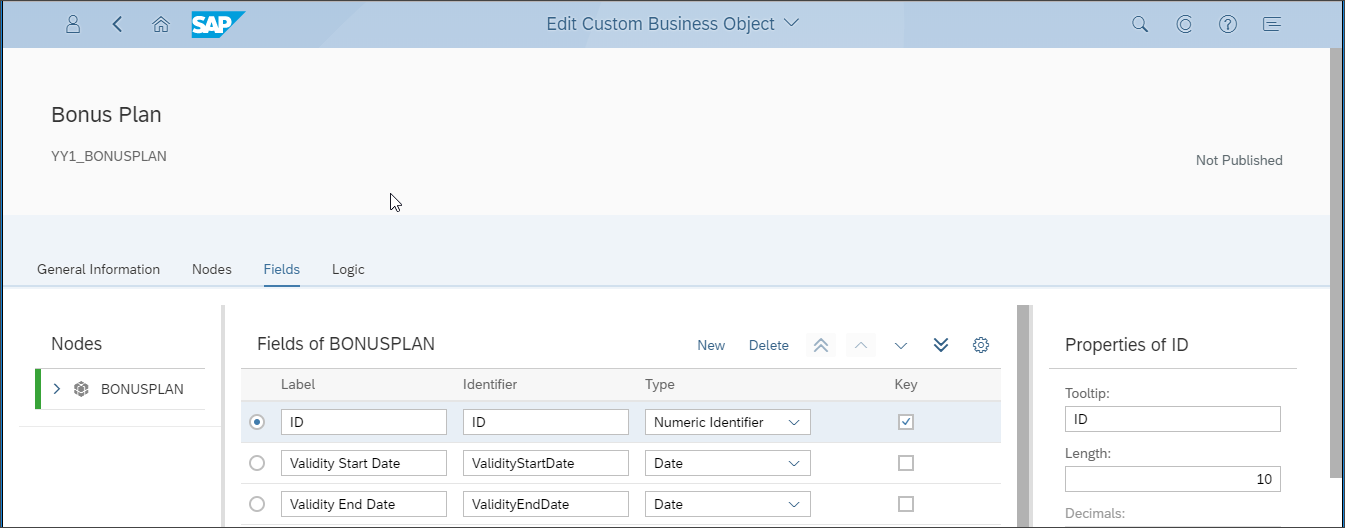 SAP Edit Custom Business Object
Bonus Plan
YY1_BONUSPLAN
Not Published
General Information Nodes Fields Logic
Nodes
BONUSPLAN
Fields of BONUSPLAN
New Delete
Label Identifier Type Key
ID ID Numeric Identifier
Validity Start Date ValidityStartDate Date
Validity End Date ValidityEndDate Date
Properties of ID
Tooltip:
ID
Length:
10
Decimals: